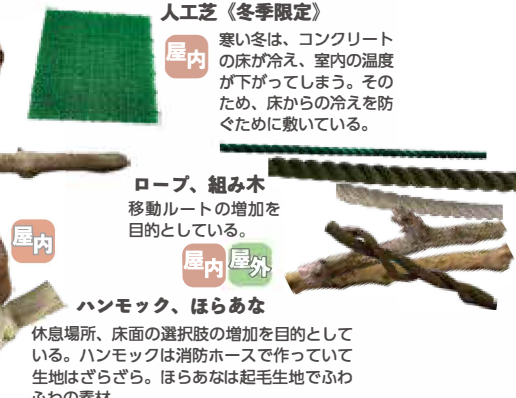 人工芝《冬季限定》
屋内
寒い冬は、コンクリート
の床が冷え、室内の温度
が下がってしまう。その
ため、床からの冷えを防
ぐために敷いている。
ロープ、組み木
移動ルートの増加を
目的としている。
屋内
屋内 屋外
ハンモック、ほらあな
休息場所、床面の選択肢の増加を目的として
いる。ハンモックは消防ホースで作っていて
生地はざらざら。ほらあなは起毛生地でふわ
ふわの素材